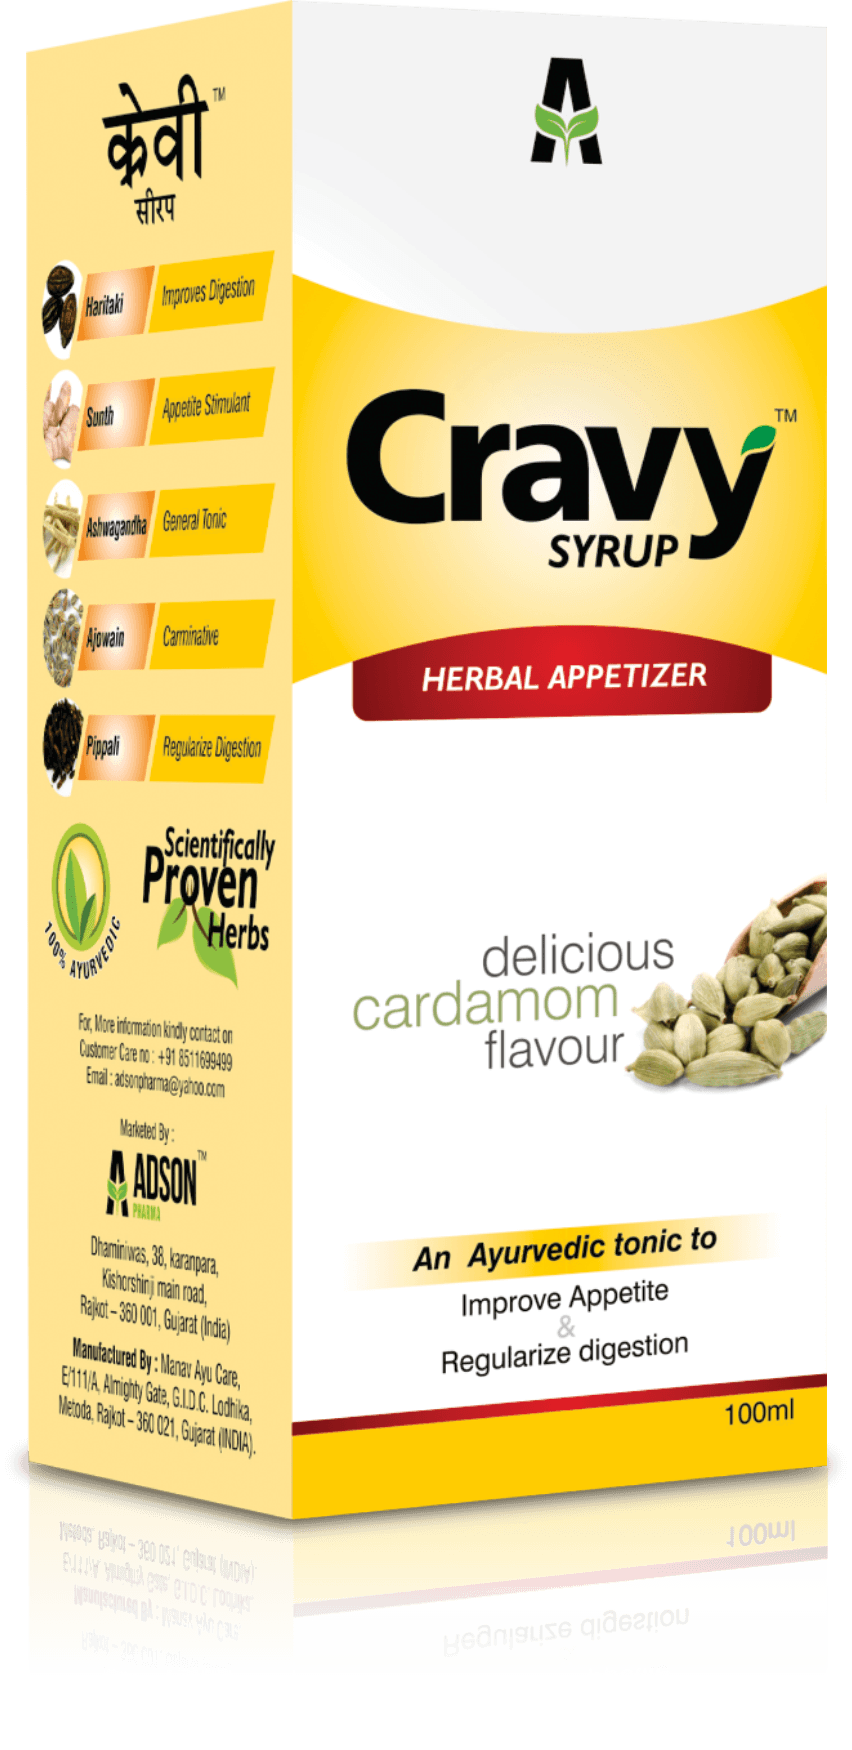 क्रेवी™
सीरप
Haritaki
Improves Digestion
Sunth
Appetite Stimulant
Ashwagandha
General Tonic
Ajowain
Carminative
Pippali
Regularize Digestion
100% AYURVEDIC
Scientifically
Proven
Herbs
For, More information kindly contact on
Customer Care no : +91 8511699499
Email : adsonpharma@yahoo.com
Marketed By :
ADSON™
PHARMA
Dhaminiwas, 38, karanpara,
Kishorshinji main road,
Rajkot – 360 001, Gujarat (India)
Manufactured By : Manav Ayu Care,
E/111/A, Almighty Gate, G.I.D.C. Lodhika,
Metoda, Rajkot – 360 021, Gujarat (INDIA).
Cravy™
SYRUP
HERBAL APPETIZER
delicious
cardamom
flavour
An Ayurvedic tonic to
Improve Appetite
&
Regularize digestion
100ml